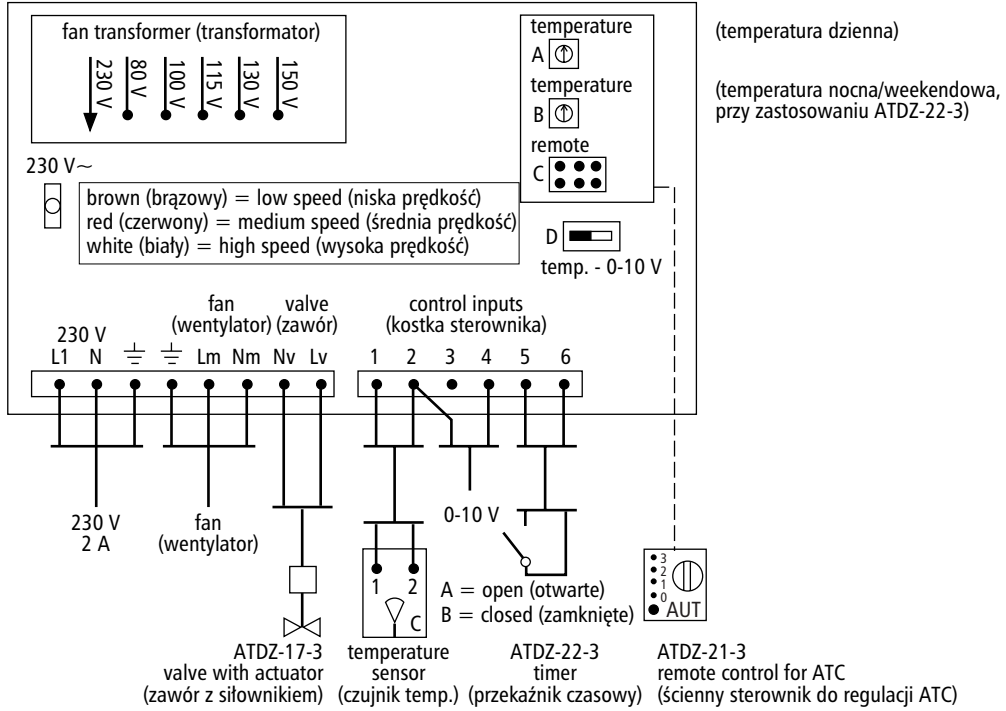 fan transformer (transformator)
230 V
80 V
100 V
115 V
130 V
150 V
temperature
A
temperature
B
remote
C
(temperatura dzienna)
(temperatura nocna/weekendowa,
przy zastosowaniu ATDZ-22-3)
230 V~
brown (brązowy) = low speed (niska prędkość)
red (czerwony) = medium speed (średnia prędkość)
white (biały) = high speed (wysoka prędkość)
D
temp. - 0-10 V
fan
(wentylator)
valve
(zawór)
control inputs
(kostka sterownika)
230 V
L1 N Lm Nm Nv Lv
1 2 3 4 5 6
230 V
2 A
fan
(wentylator)
0-10 V
1 2
C
A = open (otwarte)
B = closed (zamknięte)
3
2
1
0
AUT
ATDZ-17-3
valve with actuator
(zawór z siłownikiem)
temperature
sensor
(czujnik temp.)
ATDZ-22-3
timer
(przekaźnik czasowy)
ATDZ-21-3
remote control for ATC
(ścienny sterownik do regulacji ATC)